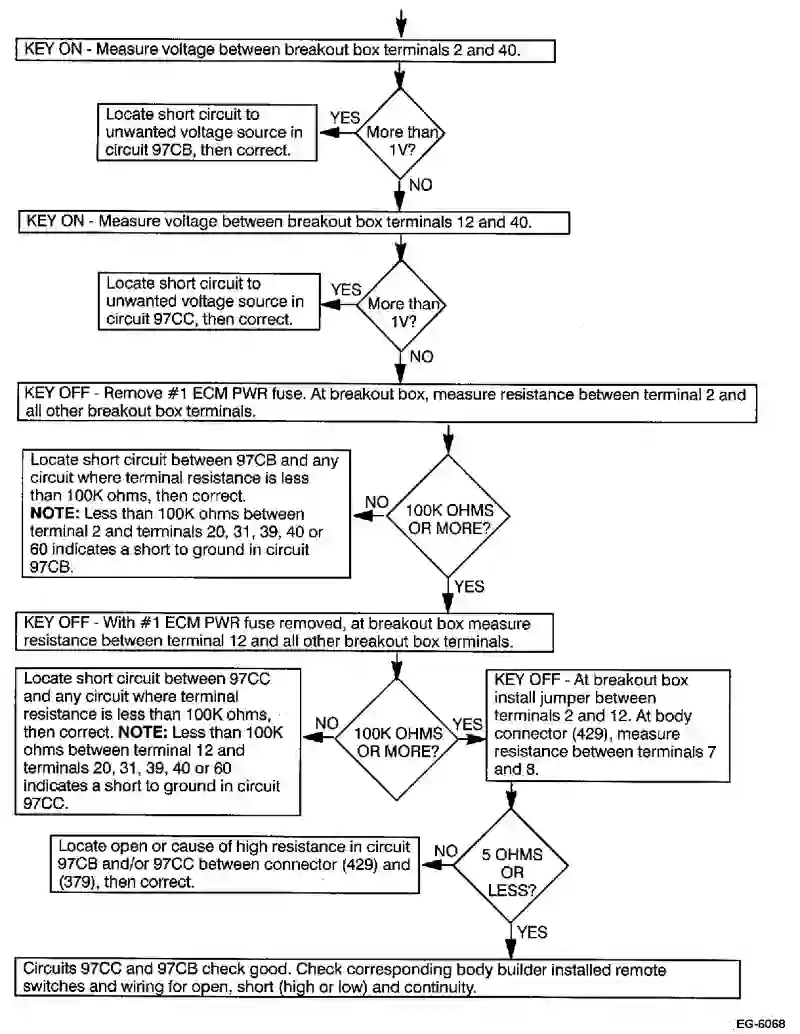 KEY ON - Measure voltage between breakout box terminals 2 and 40.
Locate short circuit to
unwanted voltage source in
circuit 97CB, then correct.
YES
More than
1V?
NO
KEY ON - Measure voltage between breakout box terminals 12 and 40.
Locate short circuit to
unwanted voltage source in
circuit 97CC, then correct.
YES
More than
1V?
NO
KEY OFF - Remove #1 ECM PWR fuse. At breakout box, measure resistance between terminal 2 and
all other breakout box terminals.
Locate short circuit between 97CB and any
circuit where terminal resistance is less
than 100K ohms, then correct.
NOTE: Less than 100K ohms between
terminal 2 and terminals 20, 31, 39, 40 or
60 indicates a short to ground in circuit
97CB.
NO
100K OHMS
OR MORE?
YES
KEY OFF - With #1 ECM PWR fuse removed, at breakout box measure
resistance between terminal 12 and all other breakout box terminals.
Locate short circuit between 97CC
and any circuit where terminal
resistance is less than 100K ohms,
then correct. NOTE: Less than 100K
ohms between terminal 12 and
terminals 20, 31, 39, 40 or 60
indicates a short to ground in circuit
97CC.
NO
100K OHMS
OR MORE?
YES
KEY OFF - At breakout box
install jumper between
terminals 2 and 12. At body
connector (429), measure
resistance between terminals 7
and 8.
Locate open or cause of high resistance in circuit
97CB and/or 97CC between connector (429) and
(379), then correct.
NO
5 OHMS
OR
LESS?
YES
Circuits 97CC and 97CB check good. Check corresponding body builder installed remote
switches and wiring for open, short (high or low) and continuity.
EG-6068